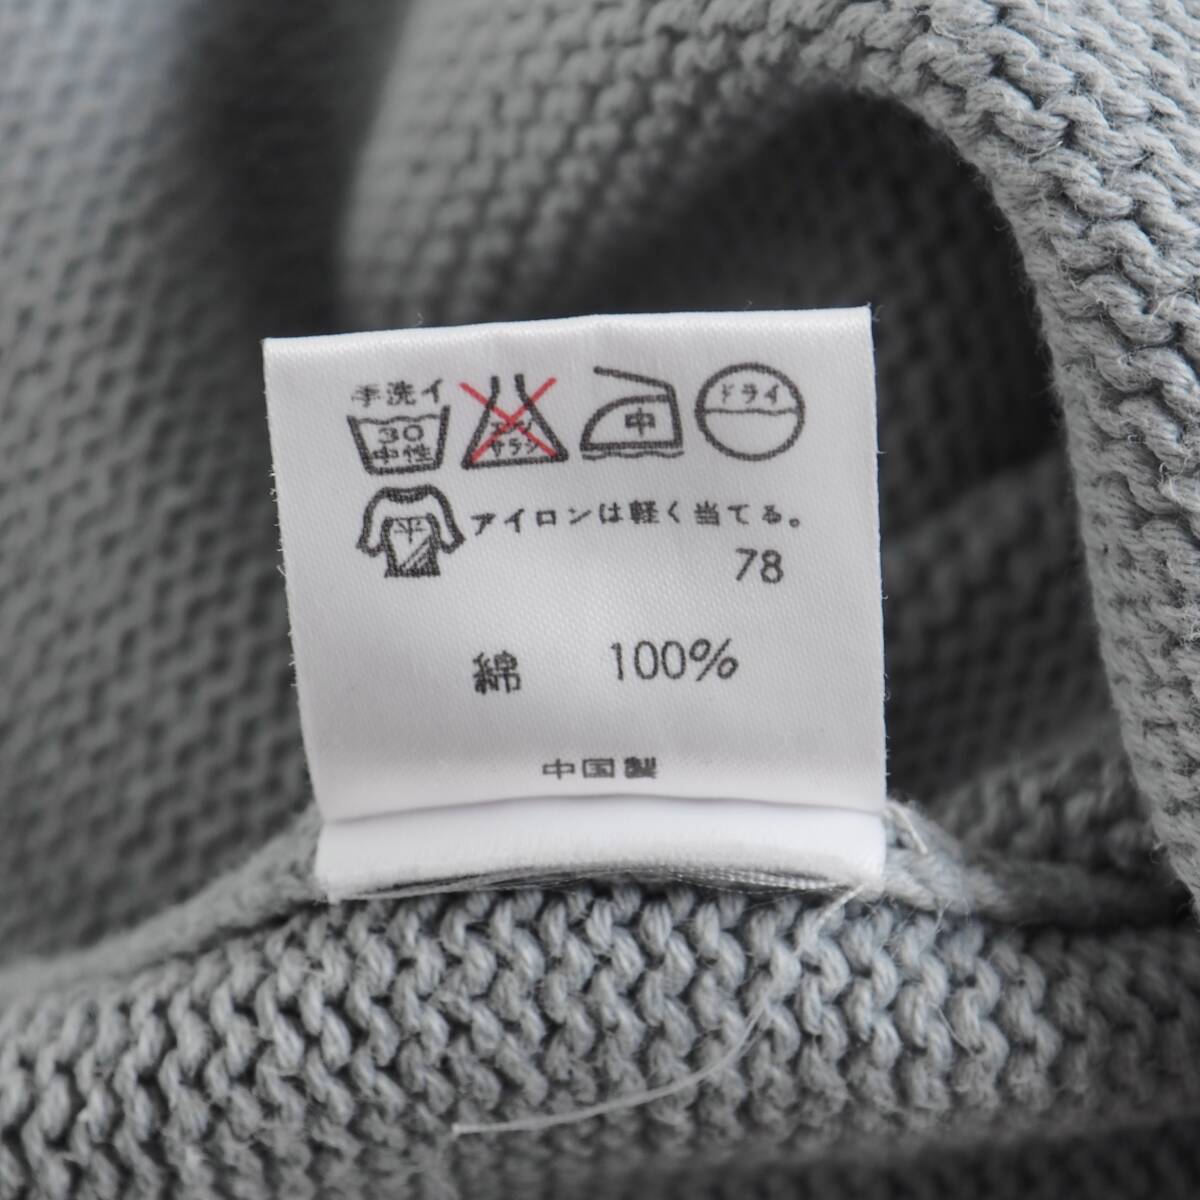 手洗イ
30
中性
エンソ
サラシ
中
ドライ
平
アイロンは軽く当てる。
78
綿 100%
中国製